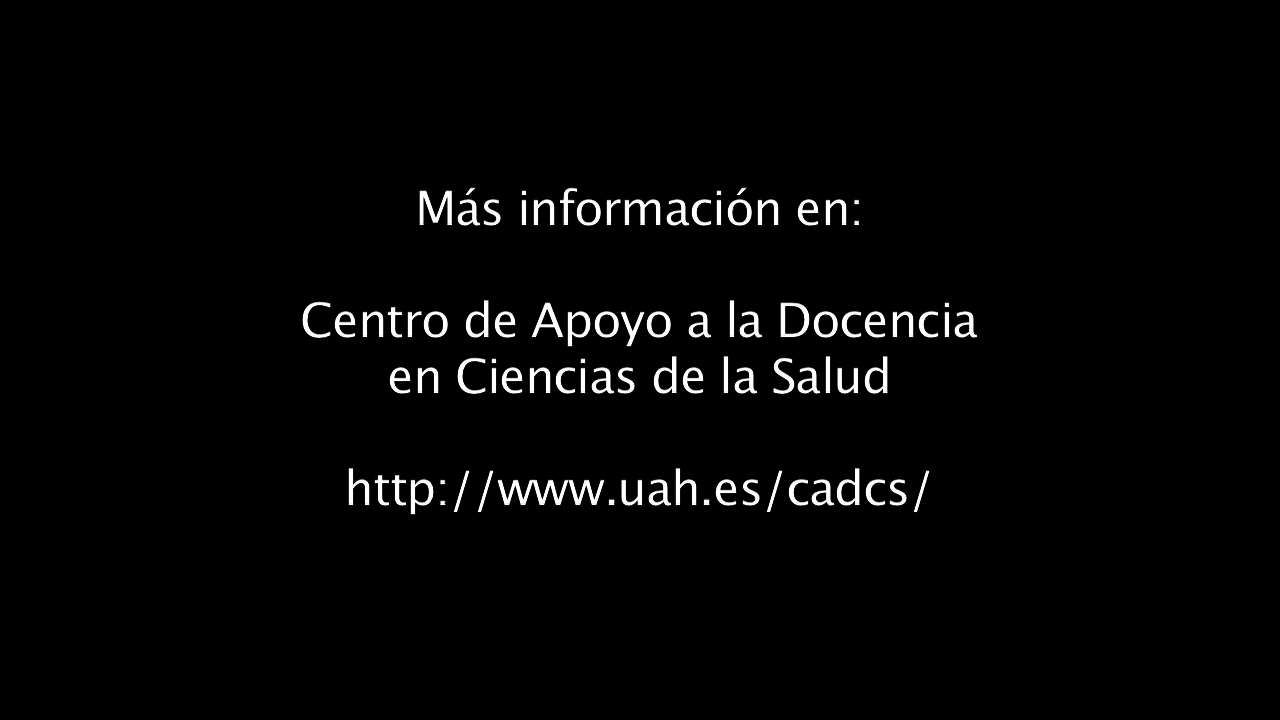 Más información en:
Centro de Apoyo a la Docencia
en Ciencias de la Salud
http://www.uah.es/cadcs/